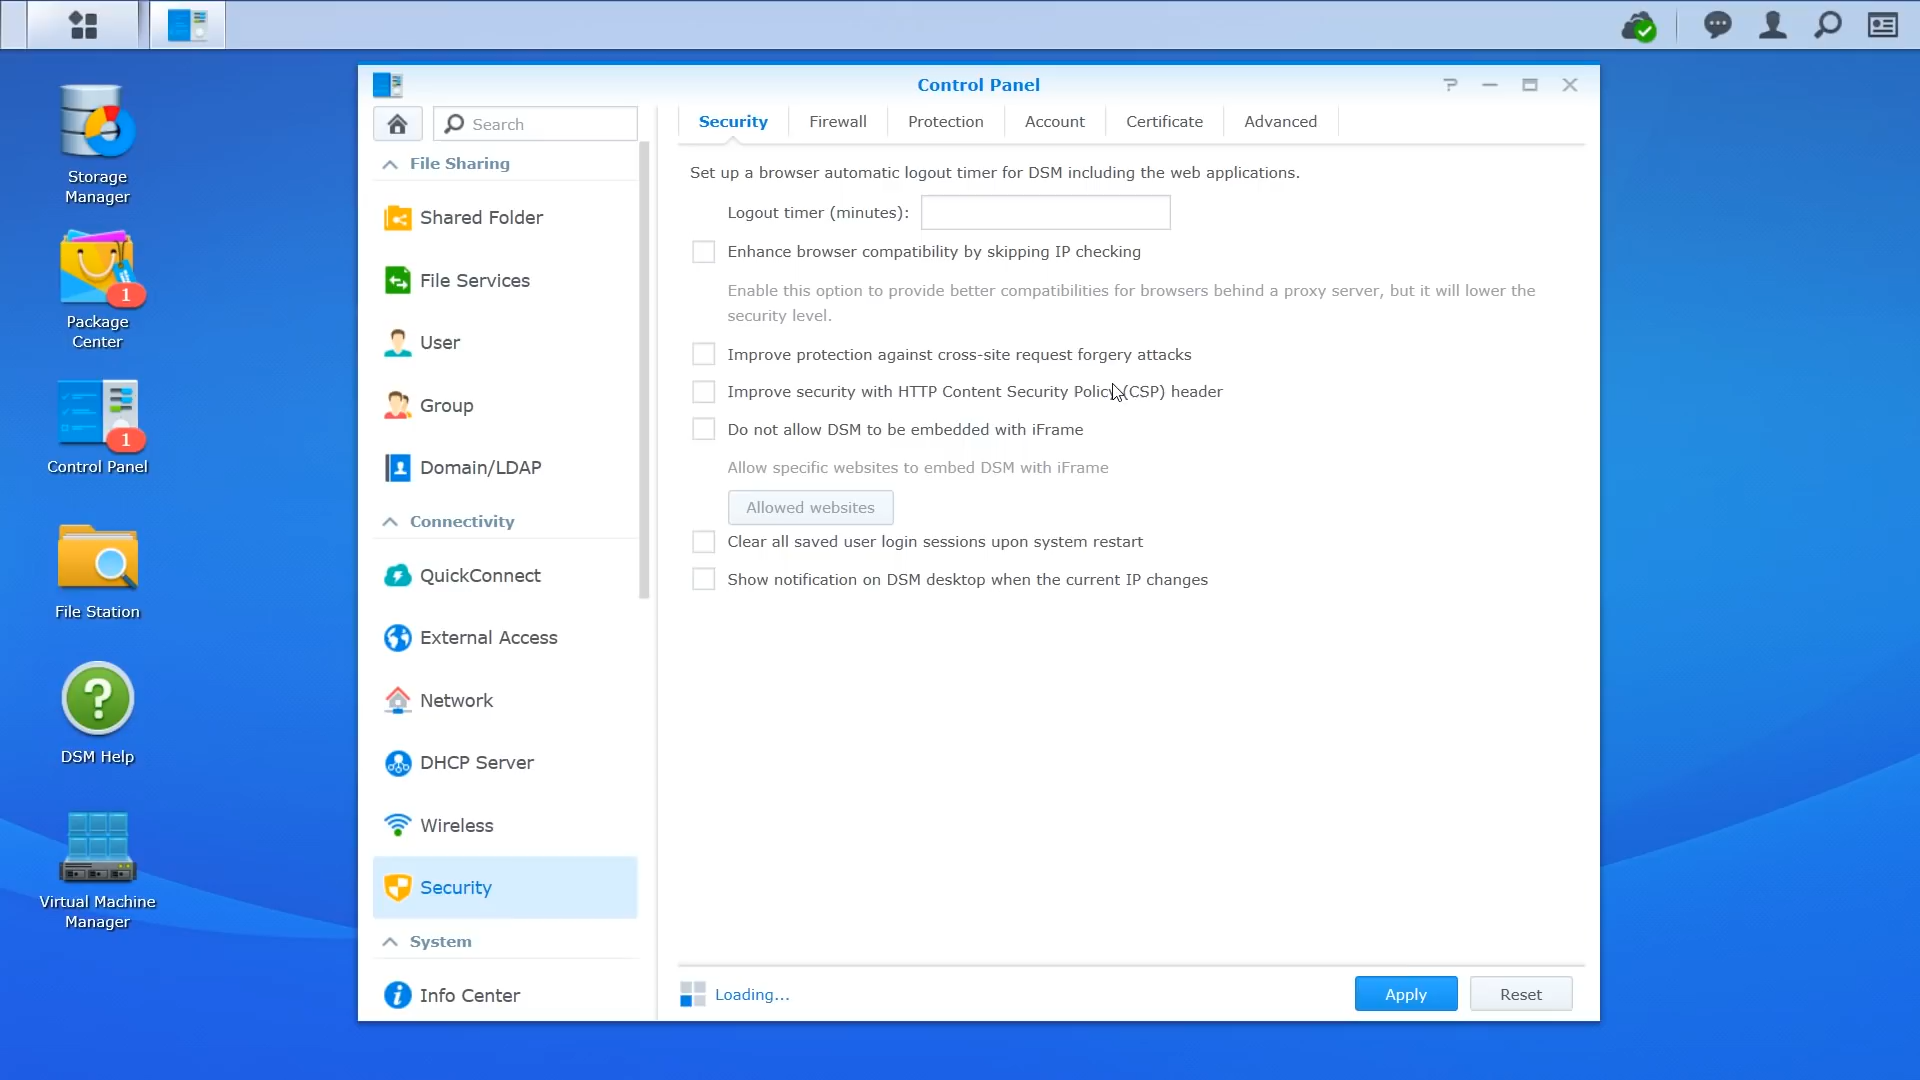 Storage
Manager
1
Package
Center
1
Control Panel
File Station
?
DSM Help
Virtual Machine
Manager
Control Panel
?
Search
File Sharing
Shared Folder
File Services
User
Group
Domain/LDAP
Connectivity
QuickConnect
External Access
Network
DHCP Server
Wireless
Security
System
Info Center
Security
Firewall
Protection
Account
Certificate
Advanced
Set up a browser automatic logout timer for DSM including the web applications.
Logout timer (minutes):
Enhance browser compatibility by skipping IP checking
Enable this option to provide better compatibilities for browsers behind a proxy server, but it will lower the
security level.
Improve protection against cross-site request forgery attacks
Improve security with HTTP Content Security Policy (CSP) header
Do not allow DSM to be embedded with iFrame
Allow specific websites to embed DSM with iFrame
Allowed websites
Clear all saved user login sessions upon system restart
Show notification on DSM desktop when the current IP changes
Loading...
Apply
Reset